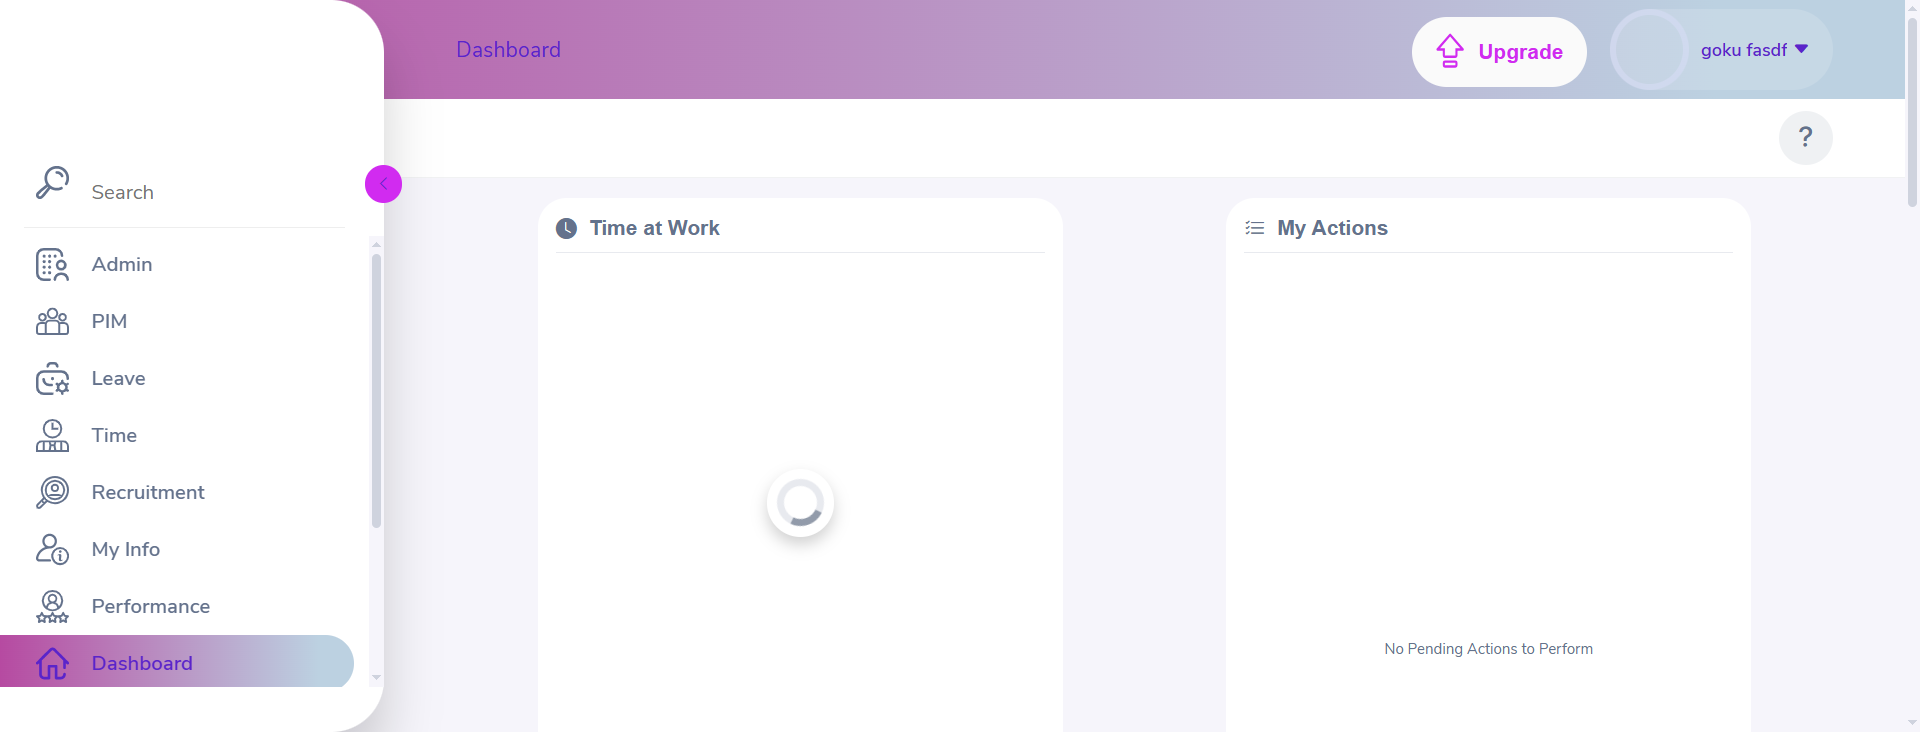 Dashboard
Upgrade
goku fasdf
?
Search
Admin
PIM
Leave
Time
Recruitment
My Info
Performance
Dashboard
Time at Work
My Actions
No Pending Actions to Perform